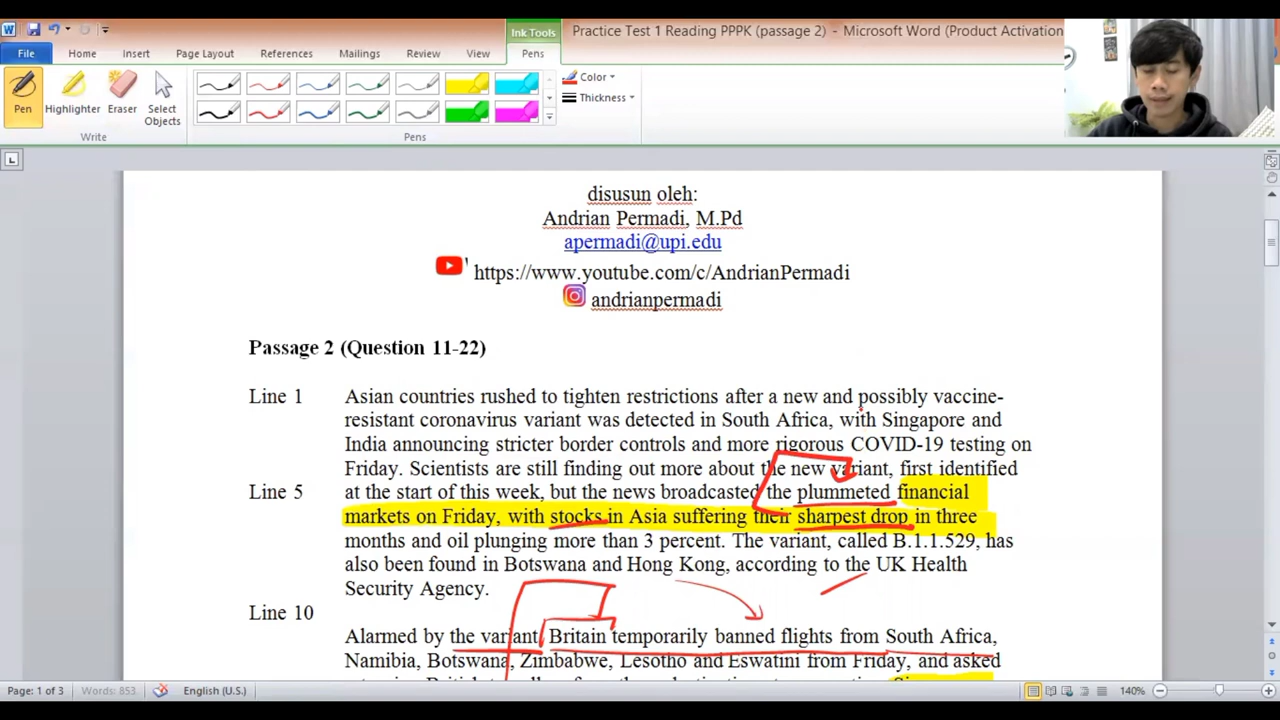 Ink Tools
Practice Test 1 Reading PPPK (passage 2) - Microsoft Word (Product Activation
File Home Insert Page Layout References Mailings Review View Pens
Pen Highlighter Eraser Select Objects
Color
Thickness
Write Pens
disusun oleh:
Andrian Permadi, M.Pd
apermadi@upi.edu
' https://www.youtube.com/c/AndrianPermadi
andrianpermadi
Passage 2 (Question 11-22)
Line 1 Asian countries rushed to tighten restrictions after a new and possibly vaccine-
resistant coronavirus variant was detected in South Africa, with Singapore and
India announcing stricter border controls and more rigorous COVID-19 testing on
Friday. Scientists are still finding out more about the new variant, first identified
Line 5 at the start of this week, but the news broadcasted the plummeted financial
markets on Friday, with stocks in Asia suffering their sharpest drop in three
months and oil plunging more than 3 percent. The variant, called B.1.1.529, has
also been found in Botswana and Hong Kong, according to the UK Health
Security Agency.
Line 10
Alarmed by the variant, Britain temporarily banned flights from South Africa,
Namibia, Botswana, Zimbabwe, Lesotho and Eswatini from Friday, and asked
Page: 1 of 3 Words: 853 English (U.S.) 140%